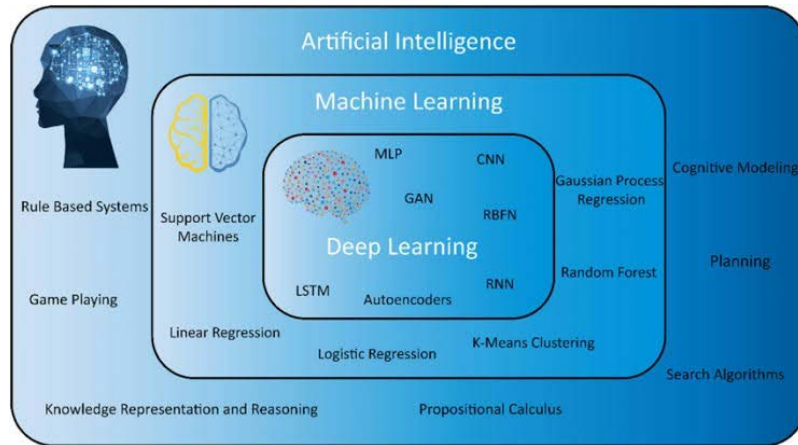 Artificial Intelligence
Machine Learning
MLP
CNN
Cognitive Modeling
Gaussian Process
Regression
GAN
Rule Based Systems
Support Vector
Machines
RBFN
Deep Learning
Planning
Random Forest
RNN
LSTM
Autoencoders
Game Playing
Linear Regression
K-Means Clustering
Logistic Regression
Search Algorithms
Knowledge Representation and Reasoning
Propositional Calculus